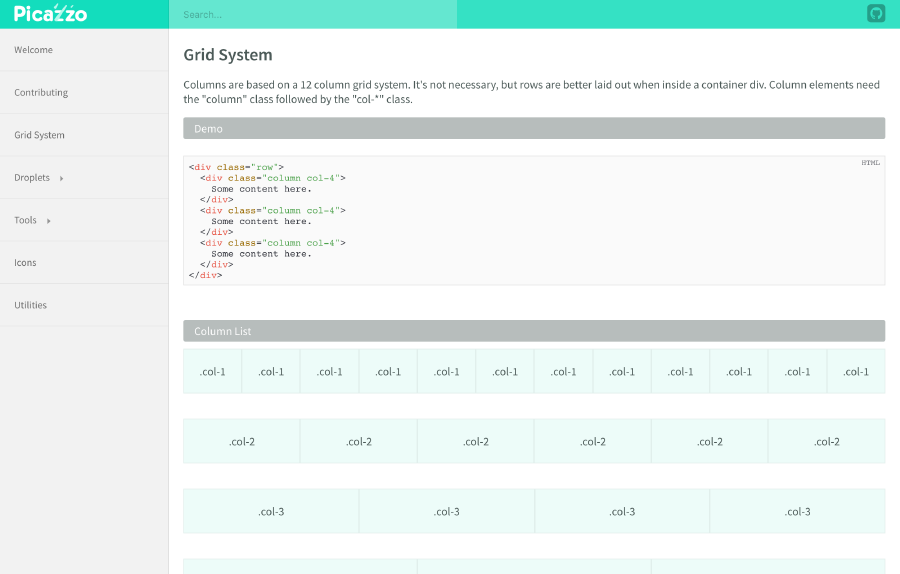 Picazzo
Search...
Welcome
Contributing
Grid System
Droplets
Tools
Icons
Utilities
Grid System
Columns are based on a 12 column grid system. It's not necessary, but rows are better laid out when inside a container div. Column elements need
the "column" class followed by the "col-*" class.
Demo
HTML
<div class="row">
  <div class="column col-4">
    Some content here.
  </div>
  <div class="column col-4">
    Some content here.
  </div>
  <div class="column col-4">
    Some content here.
  </div>
</div>
Column List
.col-1 .col-1 .col-1 .col-1 .col-1 .col-1 .col-1 .col-1 .col-1 .col-1 .col-1 .col-1
.col-2 .col-2 .col-2 .col-2 .col-2 .col-2
.col-3 .col-3 .col-3 .col-3